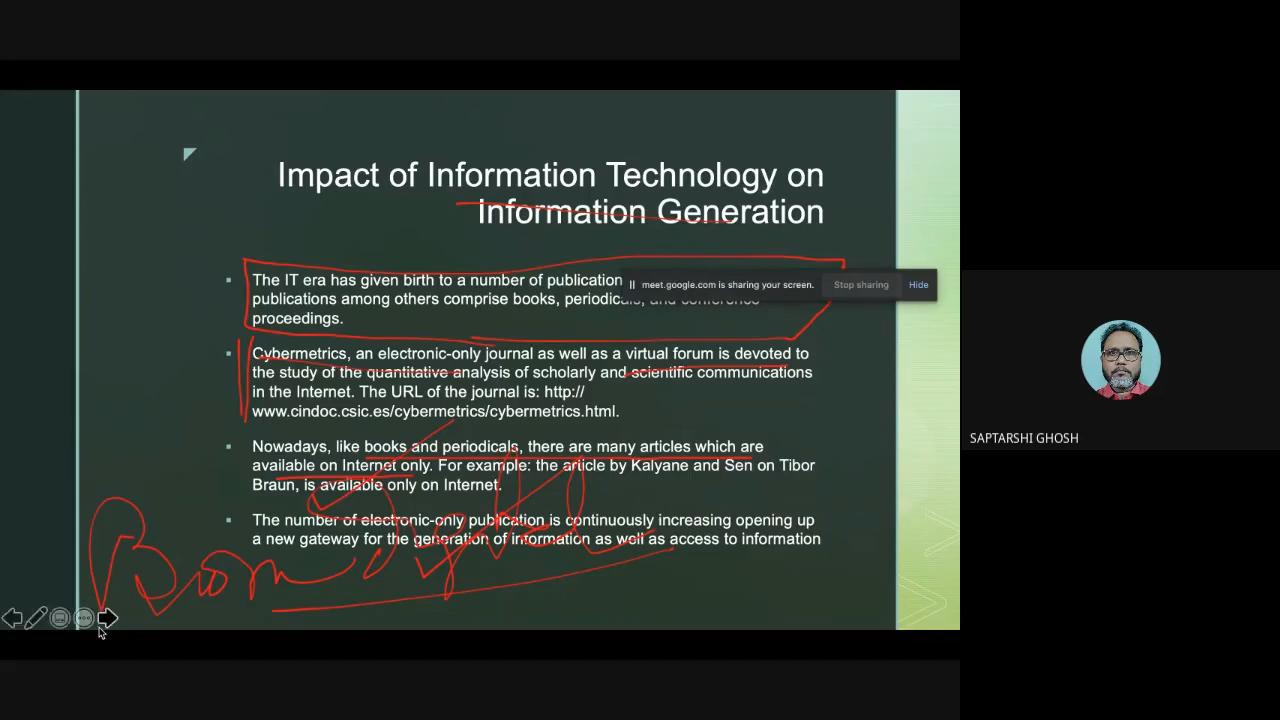 Impact of Information Technology on
Information Generation
The IT era has given birth to a number of publication
publications among others comprise books, periodicals, and conference
proceedings.
meet.google.com is sharing your screen.
Stop sharing
Hide
Cybermetrics, an electronic-only journal as well as a virtual forum is devoted to
the study of the quantitative analysis of scholarly and scientific communications
in the Internet. The URL of the journal is: http://
www.cindoc.csic.es/cybermetrics/cybermetrics.html.
Nowadays, like books and periodicals, there are many articles which are
available on Internet only. For example: the article by Kalyane and Sen on Tibor
Braun, is available only on Internet.
The number of electronic-only publication is continuously increasing opening up
a new gateway for the generation of information as well as access to information
Born Digital
SAPTARSHI GHOSH